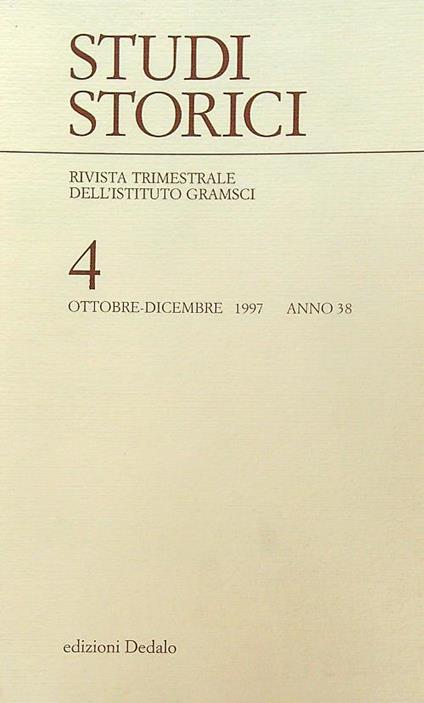 STUDI
STORICI
RIVISTA TRIMESTRALE
DELL'ISTITUTO GRAMSCI
4
OTTOBRE-DICEMBRE 1997 ANNO 38
edizioni Dedalo